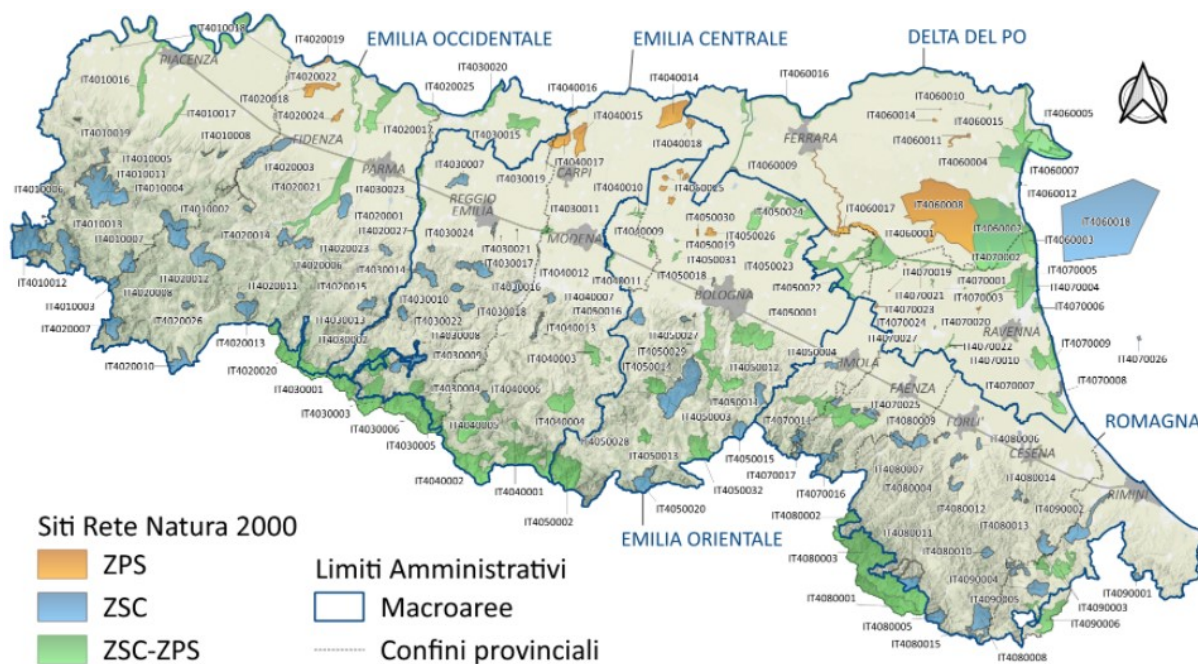 IT4010018
IT4020019
EMILIA OCCIDENTALE
IT4030020
EMILIA CENTRALE
DELTA DEL PO
PIACENZA
IT4010016
IT4020022
IT4020018
IT4020025
IT4040016
IT4040014
IT4060016
IT4060010
IT4060014
IT4060015
IT4060005
IT4010017
IT4020024
IT4020017
IT4030015
IT4040015
IT4060011
IT4010019
IT4010008
FIDENZA
IT4040017
IT4040018
FERRARA
IT4060004
IT4010005
IT4020003
PARMA
IT4030007
IT4030019
CARPI
IT4060009
IT4060007
IT4010011
IT4010004
IT4020021
IT4030023
IT4040010
IT4060012
IT4010006
REGGIO
EMILIA
IT4030011
IT4050030
IT4050024
IT4060017
IT4060008
IT4060018
IT4010013
IT4020001
IT4020027
IT4030024
MODENA
IT4040009
IT4050019
IT4050026
IT4060001
IT4060003
IT4010007
IT4020014
IT4020023
IT4030021
IT4030017
IT4050031
IT4050023
IT4070002
IT4070005
IT4010012
IT4020012
IT4020006
IT4030014
IT4040012
IT4050018
IT4070019
IT4070001
IT4070004
IT4010003
IT4020008
IT4020011
IT4020015
IT4030010
IT4030016
IT4040007
BOLOGNA
IT4050022
IT4070021
IT4070003
IT4070006
IT4020007
IT4020026
IT4030013
IT4030022
IT4030018
IT4050016
IT4050001
IT4070023
IT4070020
RAVENNA
IT4020013
IT4030002
IT4030008
IT4040013
IT4050027
IT4070024
IT4070022
IT4070009
IT4070026
IT4020010
IT4020020
IT4030009
IT4040003
IT4050029
IT4050004
IMOLA
IT4070027
IT4070010
IT4030001
IT4050014
IT4050012
FAENZA
IT4070007
IT4070008
IT4030003
IT4030004
IT4040006
IT4050011
IT4070025
IT4030006
IT4040005
IT4040004
IT4050003
IT4070011
IT4080009
FORLI'
ROMAGNA
IT4030005
IT4050028
IT4050013
IT4050015
IT4080006
CESENA
IT4070017
IT4080007
IT4080014
RIMINI
IT4040002
IT4040001
IT4050032
IT4070016
IT4080004
IT4050002
IT4050020
IT4080002
IT4080012
IT4090002
EMILIA ORIENTALE
IT4080011
IT4080013
IT4080003
IT4080010
IT4090004
IT4090001
IT4080001
IT4090005
IT4090003
IT4080005
IT4090006
IT4080015
IT4080008
Siti Rete Natura 2000
ZPS
ZSC
ZSC-ZPS
Limiti Amministrativi
Macroaree
Confini provinciali